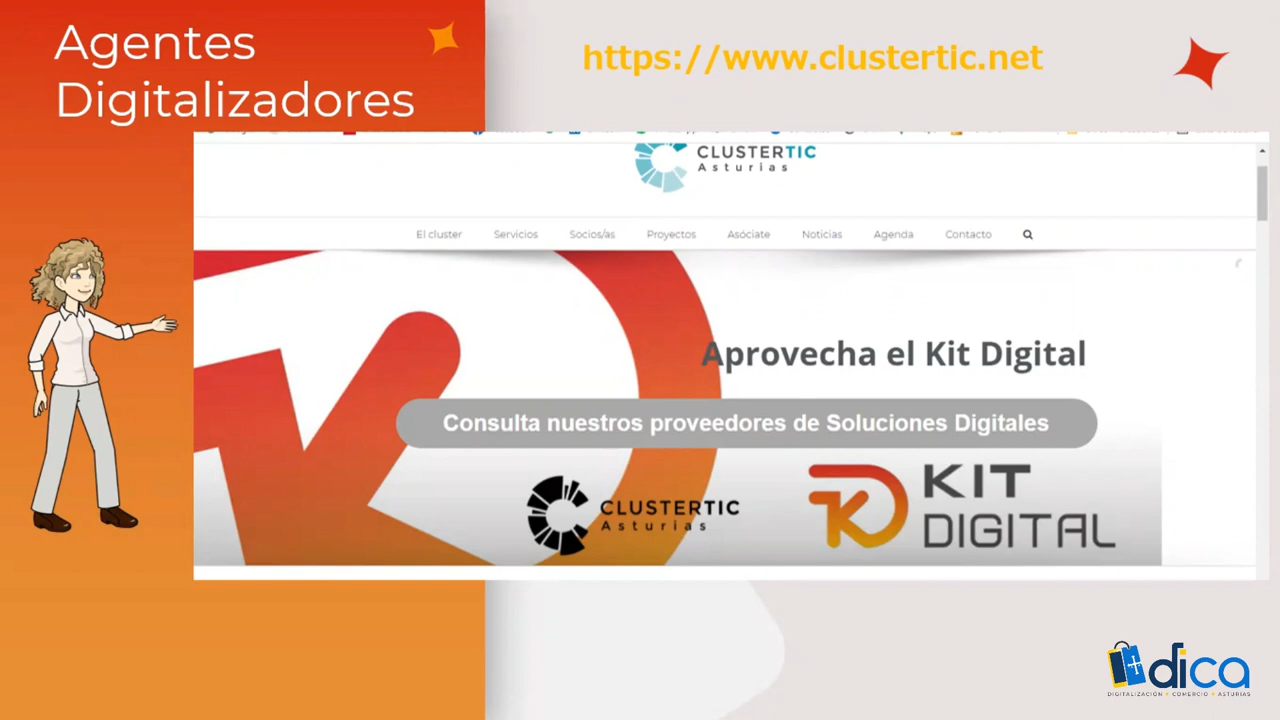 Agentes
Digitalizadores
https://www.clustertic.net
CLUSTERTIC
Asturias
El cluster Servicios Socios/as Proyectos Asóciate Noticias Agenda Contacto
Aprovecha el Kit Digital
Consulta nuestros proveedores de Soluciones Digitales
CLUSTERTIC
Asturias
KIT
DIGITAL
dica
DIGITALIZACIÓN + COMERCIO + ASTURIAS